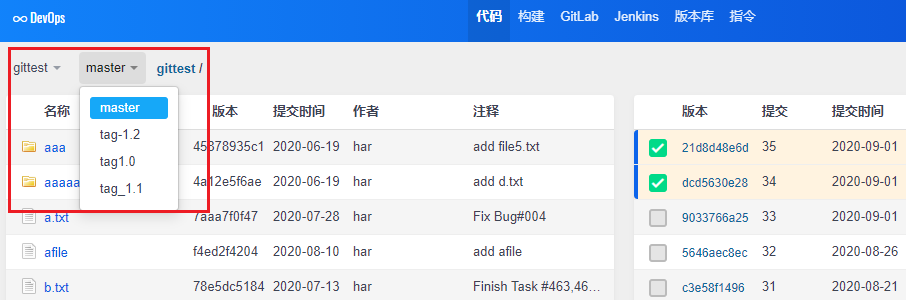 DevOps 代码 构建 GitLab Jenkins 版本库 指令
gittest master gittest /
名称 版本 提交时间 作者 注释 版本 提交 提交时间
master
aaa 45378935c1 2020-06-19 har add file5.txt 21d8d48e6d 35 2020-09-01
tag-1.2
tag1.0
aaaaa 4a12e5f6ae 2020-06-19 har add d.txt dcd5630e28 34 2020-09-01
tag_1.1
a.txt 7aaa7f0f47 2020-07-28 har Fix Bug#004 9033766a25 33 2020-09-01
afile f4ed2f4204 2020-08-10 har add afile 5646aec8ec 32 2020-08-26
b.txt 78e5dc5184 2020-07-13 har Finish Task #463,46… c3e58f1496 31 2020-08-21